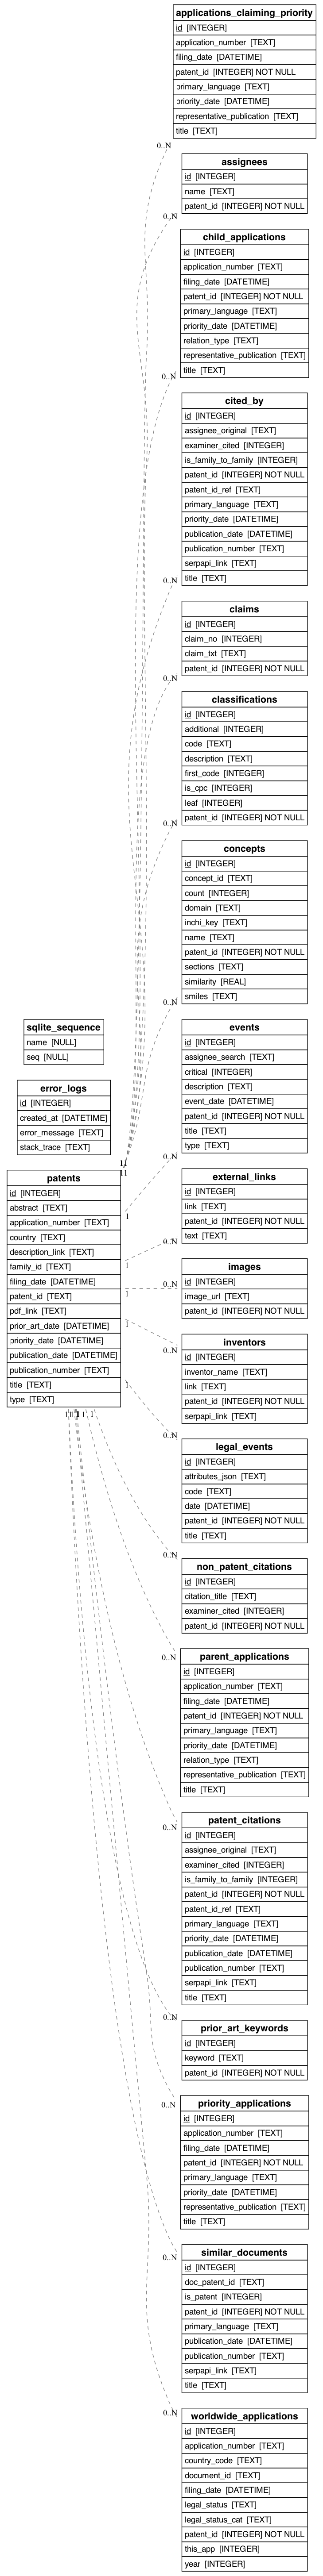 applications_claiming_priority
id [INTEGER]
application_number [TEXT]
filing_date [DATETIME]
patent_id [INTEGER] NOT NULL
primary_language [TEXT]
priority_date [DATETIME]
representative_publication [TEXT]
title [TEXT]
0..N
assignees
id [INTEGER]
name [TEXT]
patent_id [INTEGER] NOT NULL
0..N
child_applications
id [INTEGER]
application_number [TEXT]
filing_date [DATETIME]
patent_id [INTEGER] NOT NULL
primary_language [TEXT]
priority_date [DATETIME]
relation_type [TEXT]
representative_publication [TEXT]
title [TEXT]
0..N
cited_by
id [INTEGER]
assignee_original [TEXT]
examiner_cited [INTEGER]
is_family_to_family [INTEGER]
patent_id [INTEGER] NOT NULL
patent_id_ref [TEXT]
primary_language [TEXT]
priority_date [DATETIME]
publication_date [DATETIME]
publication_number [TEXT]
serpapi_link [TEXT]
title [TEXT]
0..N
claims
id [INTEGER]
claim_no [INTEGER]
claim_txt [TEXT]
patent_id [INTEGER] NOT NULL
0..N
classifications
id [INTEGER]
additional [INTEGER]
code [TEXT]
description [TEXT]
first_code [INTEGER]
is_cpc [INTEGER]
leaf [INTEGER]
patent_id [INTEGER] NOT NULL
0..N
concepts
id [INTEGER]
concept_id [TEXT]
count [INTEGER]
domain [TEXT]
inchi_key [TEXT]
name [TEXT]
patent_id [INTEGER] NOT NULL
sections [TEXT]
similarity [REAL]
smiles [TEXT]
0..N
sqlite_sequence
name [NULL]
seq [NULL]
error_logs
id [INTEGER]
created_at [DATETIME]
error_message [TEXT]
stack_trace [TEXT]
patents
id [INTEGER]
abstract [TEXT]
application_number [TEXT]
country [TEXT]
description_link [TEXT]
family_id [TEXT]
filing_date [DATETIME]
patent_id [TEXT]
pdf_link [TEXT]
prior_art_date [DATETIME]
priority_date [DATETIME]
publication_date [DATETIME]
publication_number [TEXT]
title [TEXT]
type [TEXT]
1
1
1
1
1
events
id [INTEGER]
assignee_search [TEXT]
critical [INTEGER]
description [TEXT]
event_date [DATETIME]
patent_id [INTEGER] NOT NULL
title [TEXT]
type [TEXT]
0..N
external_links
id [INTEGER]
link [TEXT]
patent_id [INTEGER] NOT NULL
text [TEXT]
0..N
images
id [INTEGER]
image_url [TEXT]
patent_id [INTEGER] NOT NULL
0..N
inventors
id [INTEGER]
inventor_name [TEXT]
link [TEXT]
patent_id [INTEGER] NOT NULL
serpapi_link [TEXT]
0..N
legal_events
id [INTEGER]
attributes_json [TEXT]
code [TEXT]
date [DATETIME]
patent_id [INTEGER] NOT NULL
title [TEXT]
0..N
non_patent_citations
id [INTEGER]
citation_title [TEXT]
examiner_cited [INTEGER]
patent_id [INTEGER] NOT NULL
0..N
parent_applications
id [INTEGER]
application_number [TEXT]
filing_date [DATETIME]
patent_id [INTEGER] NOT NULL
primary_language [TEXT]
priority_date [DATETIME]
relation_type [TEXT]
representative_publication [TEXT]
title [TEXT]
0..N
patent_citations
id [INTEGER]
assignee_original [TEXT]
examiner_cited [INTEGER]
is_family_to_family [INTEGER]
patent_id [INTEGER] NOT NULL
patent_id_ref [TEXT]
primary_language [TEXT]
priority_date [DATETIME]
publication_date [DATETIME]
publication_number [TEXT]
serpapi_link [TEXT]
title [TEXT]
0..N
prior_art_keywords
id [INTEGER]
keyword [TEXT]
patent_id [INTEGER] NOT NULL
0..N
priority_applications
id [INTEGER]
application_number [TEXT]
filing_date [DATETIME]
patent_id [INTEGER] NOT NULL
primary_language [TEXT]
priority_date [DATETIME]
representative_publication [TEXT]
title [TEXT]
0..N
similar_documents
id [INTEGER]
doc_patent_id [TEXT]
is_patent [INTEGER]
patent_id [INTEGER] NOT NULL
primary_language [TEXT]
publication_date [DATETIME]
publication_number [TEXT]
serpapi_link [TEXT]
title [TEXT]
0..N
worldwide_applications
id [INTEGER]
application_number [TEXT]
country_code [TEXT]
document_id [TEXT]
filing_date [DATETIME]
legal_status [TEXT]
legal_status_cat [TEXT]
patent_id [INTEGER] NOT NULL
this_app [INTEGER]
year [INTEGER]
0..N